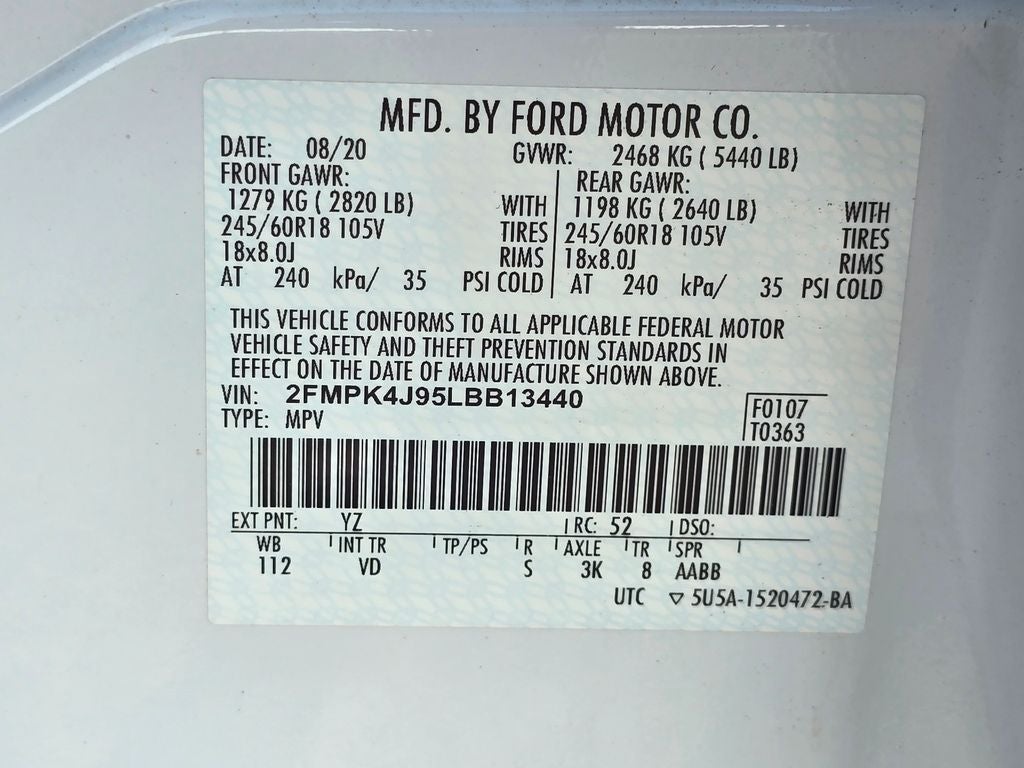 MFD. BY FORD MOTOR CO.
DATE: 08/20 GVWR: 2468 KG ( 5440 LB)
FRONT GAWR: REAR GAWR:
1279 KG ( 2820 LB) WITH 1198 KG ( 2640 LB) WITH
245/60R18 105V TIRES 245/60R18 105V TIRES
18x8.0J RIMS 18x8.0J RIMS
AT 240 kPa/ 35 PSI COLD AT 240 kPa/ 35 PSI COLD
THIS VEHICLE CONFORMS TO ALL APPLICABLE FEDERAL MOTOR
VEHICLE SAFETY AND THEFT PREVENTION STANDARDS IN
EFFECT ON THE DATE OF MANUFACTURE SHOWN ABOVE.
VIN: 2FMPK4J95LBB13440 F0107
TYPE: MPV T0363
EXT PNT: YZ RC: 52 DSO:
WB INT TR TP/PS R AXLE TR SPR
112 VD S 3K 8 AABB
UTC ▽ 5U5A-1520472-BA